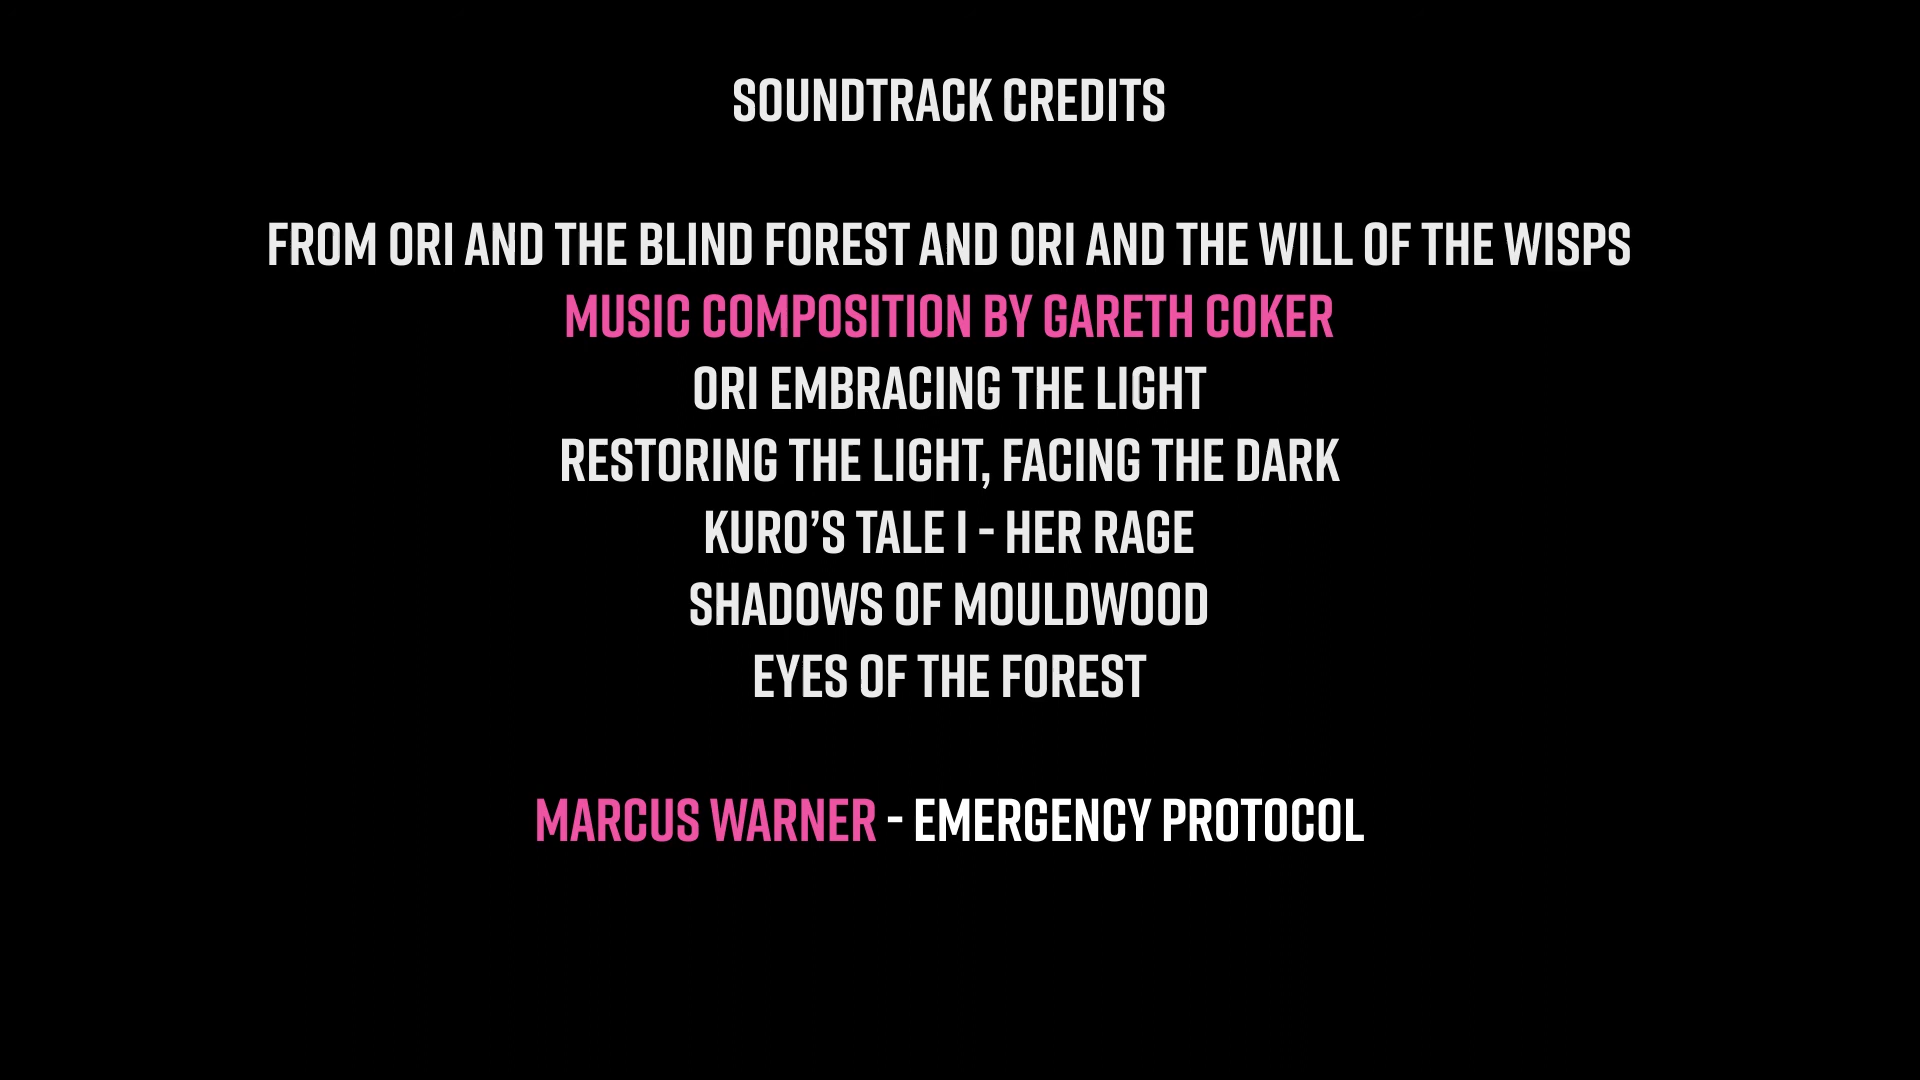 SOUNDTRACK CREDITS
FROM ORI AND THE BLIND FOREST AND ORI AND THE WILL OF THE WISPS
MUSIC COMPOSITION BY GARETH COKER
ORI EMBRACING THE LIGHT
RESTORING THE LIGHT, FACING THE DARK
KURO’S TALE I - HER RAGE
SHADOWS OF MOULDWOOD
EYES OF THE FOREST
MARCUS WARNER - EMERGENCY PROTOCOL